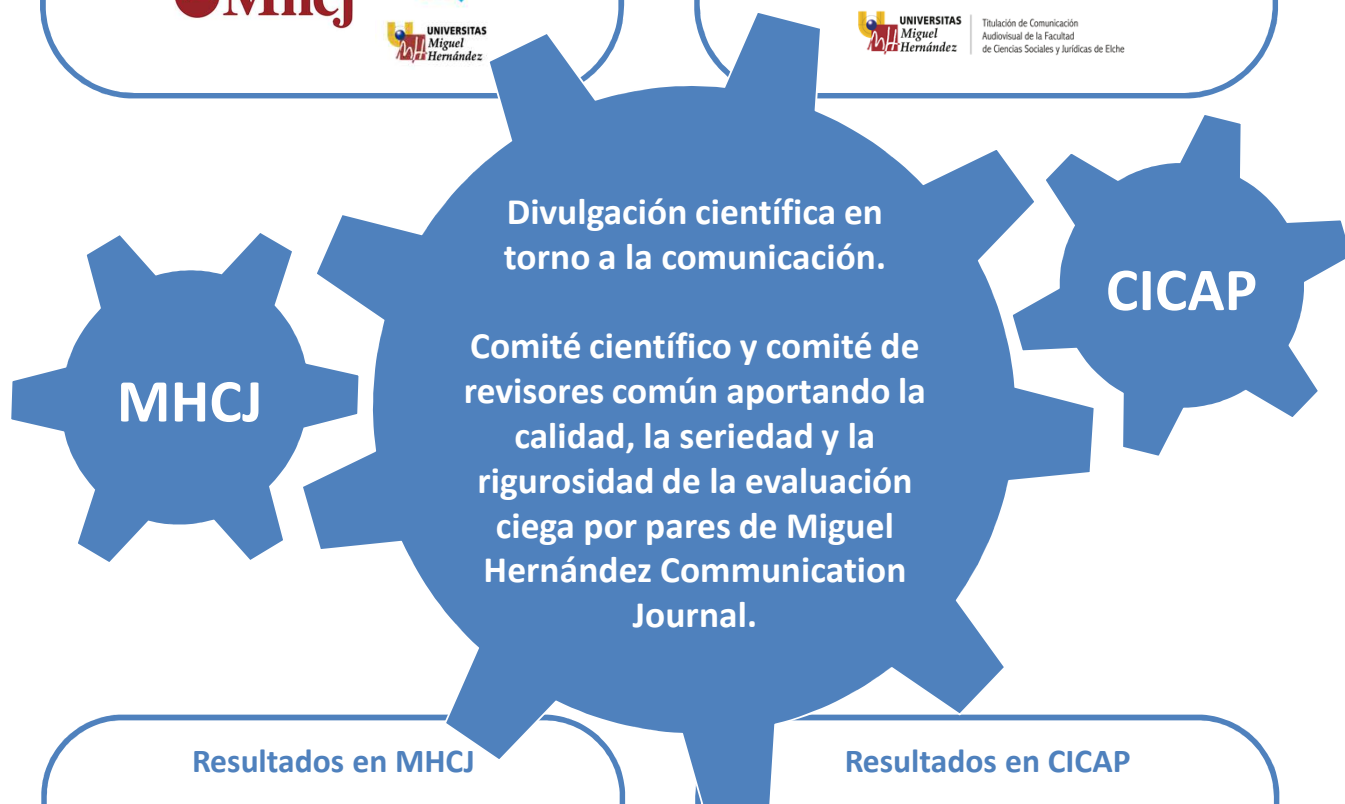 Mhcj
UNIVERSITAS
Miguel
Hernández
UNIVERSITAS
Miguel
Hernández
Titulación de Comunicación
Audiovisual de la Facultad
de Ciencias Sociales y Jurídicas de Elche
Divulgación científica en
torno a la comunicación.
Comité científico y comité de
revisores común aportando la
calidad, la seriedad y la
rigurosidad de la evaluación
ciega por pares de Miguel
Hernández Communication
Journal.
MHCJ
CICAP
Resultados en MHCJ
Resultados en CICAP